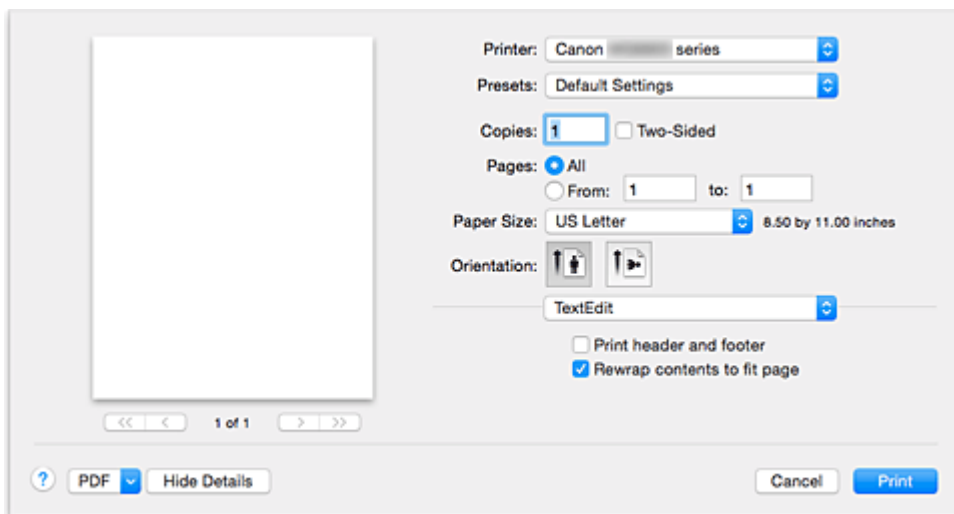 Printer: Canon series
Presets: Default Settings
Copies: 1 Two-Sided
Pages: All
From: 1 to: 1
Paper Size: US Letter 8.50 by 11.00 inches
Orientation:
TextEdit
Print header and footer
Rewrap contents to fit page
<< < 1 of 1 > >>
? PDF Hide Details Cancel Print